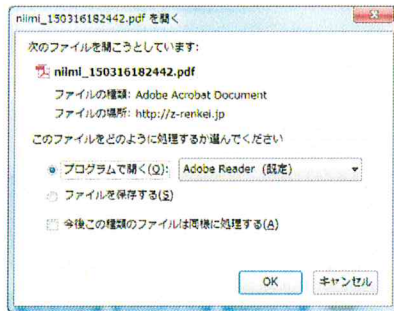 niimi_150316182442.pdf を開く
次のファイルを開こうとしています:
niimi_150316182442.pdf
ファイルの種類: Adobe Acrobat Document
ファイルの場所: http://z-renkei.jp
このファイルをどのように処理するか選んでください
プログラムで開く(O): Adobe Reader (既定)
ファイルを保存する(S)
今後この種類のファイルは同様に処理する(A)
OK キャンセル